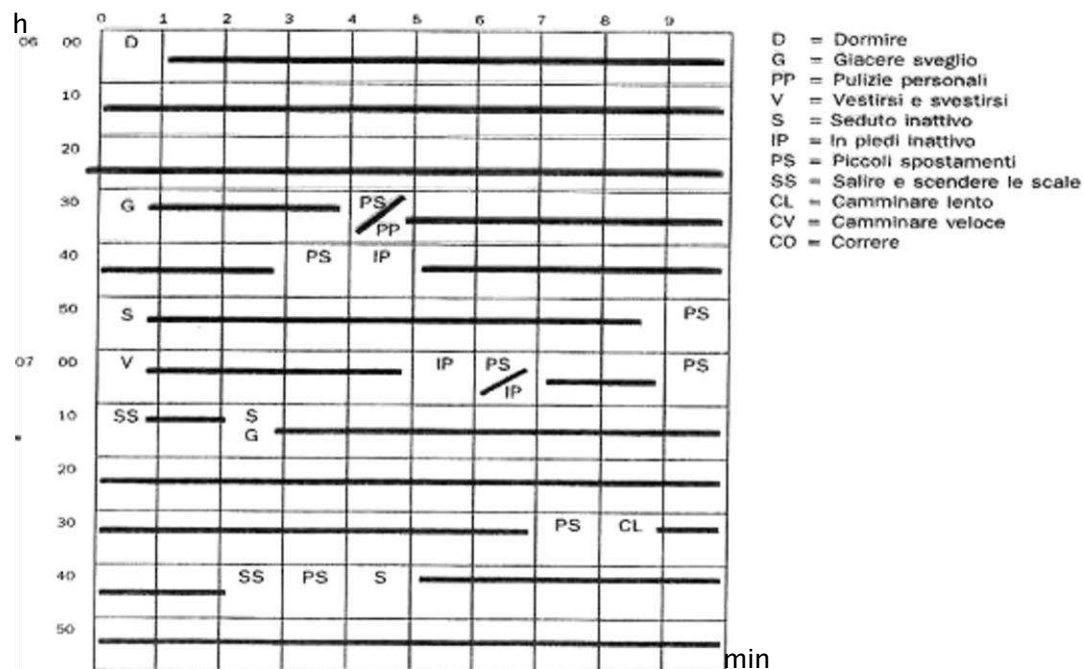 h
0 1 2 3 4 5 6 7 8 9
06 00 D
10
20
30 G PS
PP
40 PS IP
50 S PS
07 00 V IP PS PS
IP
10 SS S
G
20
30 PS CL
40 SS PS S
50
min
D = Dormire
G = Giacere sveglio
PP = Pulizie personali
V = Vestirsi e svestirsi
S = Seduto inattivo
IP = In piedi inattivo
PS = Piccoli spostamenti
SS = Salire e scendere le scale
CL = Camminare lento
CV = Camminare veloce
CO = Correre